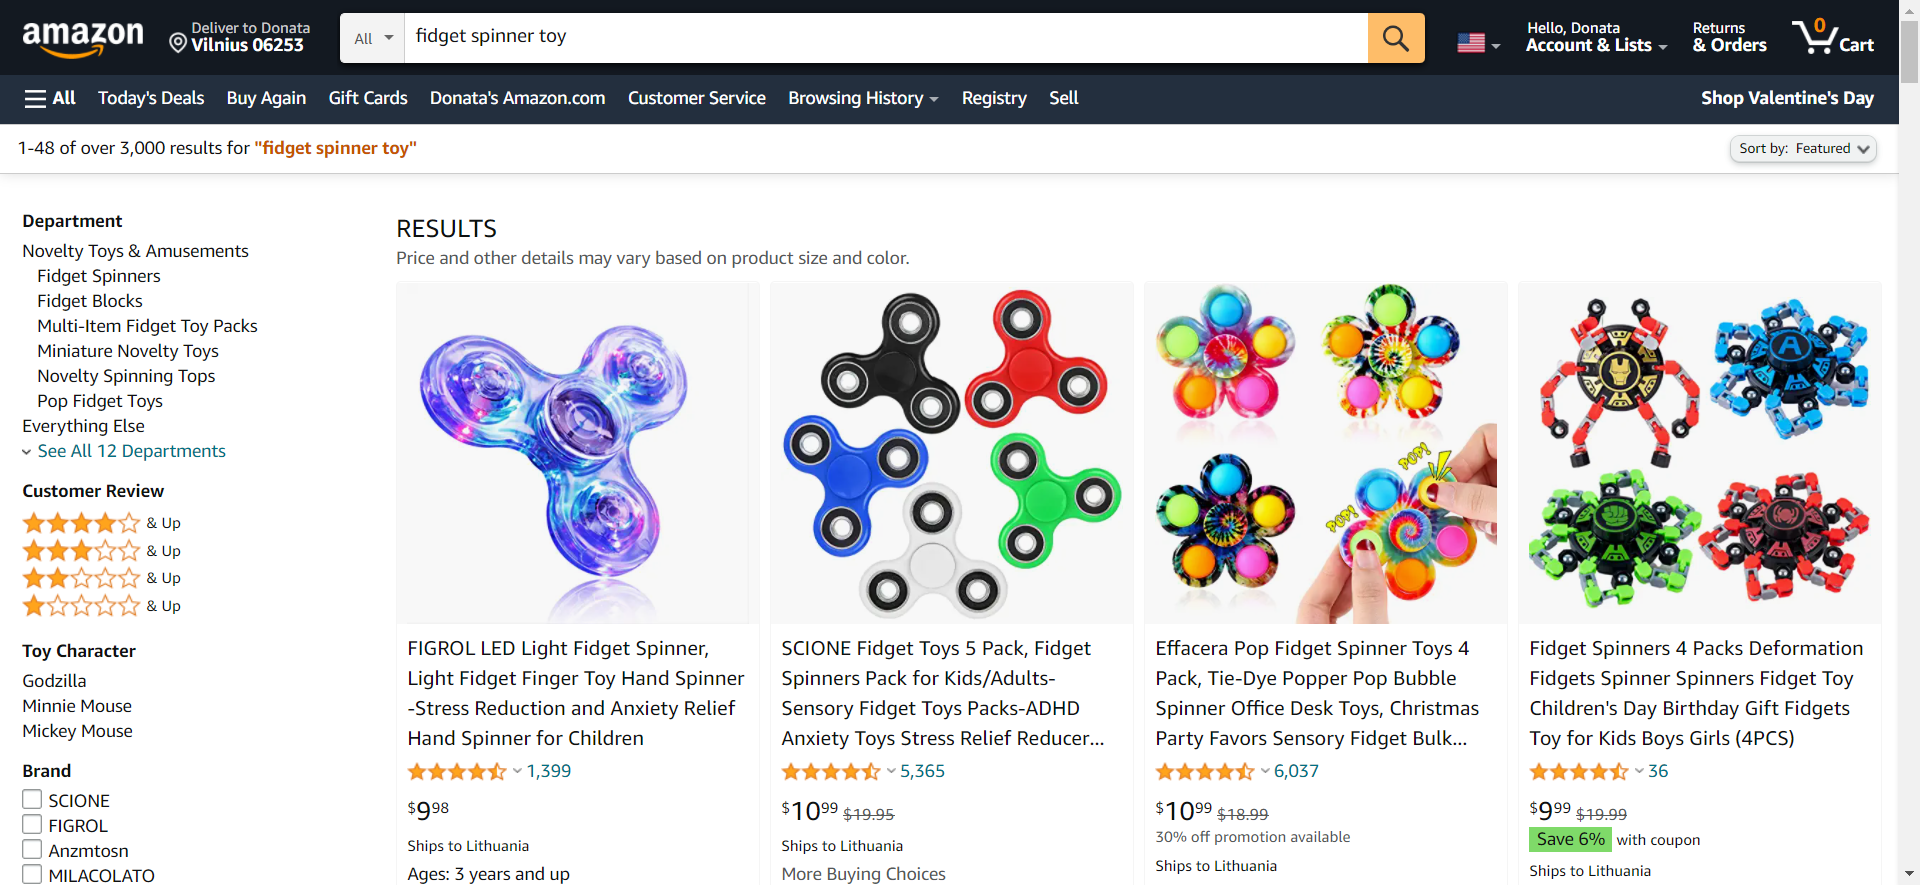 amazon
Deliver to Donata
Vilnius 06253
All
fidget spinner toy
Hello, Donata
Account & Lists
Returns
& Orders
0
Cart
All
Today's Deals
Buy Again
Gift Cards
Donata's Amazon.com
Customer Service
Browsing History
Registry
Sell
Shop Valentine's Day
1-48 of over 3,000 results for "fidget spinner toy"
Sort by: Featured
Department
Novelty Toys & Amusements
Fidget Spinners
Fidget Blocks
Multi-Item Fidget Toy Packs
Miniature Novelty Toys
Novelty Spinning Tops
Pop Fidget Toys
Everything Else
See All 12 Departments
Customer Review
& Up
& Up
& Up
& Up
Toy Character
Godzilla
Minnie Mouse
Mickey Mouse
Brand
SCIONE
FIGROL
Anzmtosn
MILACOLATO
RESULTS
Price and other details may vary based on product size and color.
FIGROL LED Light Fidget Spinner,
Light Fidget Finger Toy Hand Spinner
-Stress Reduction and Anxiety Relief
Hand Spinner for Children
1,399
$9.98
Ships to Lithuania
Ages: 3 years and up
SCIONE Fidget Toys 5 Pack, Fidget
Spinners Pack for Kids/Adults-
Sensory Fidget Toys Packs-ADHD
Anxiety Toys Stress Relief Reducer...
5,365
$10.99 $19.95
Ships to Lithuania
More Buying Choices
POP!
POP!
Effacera Pop Fidget Spinner Toys 4
Pack, Tie-Dye Popper Pop Bubble
Spinner Office Desk Toys, Christmas
Party Favors Sensory Fidget Bulk...
6,037
$10.99 $18.99
30% off promotion available
Ships to Lithuania
A
Fidget Spinners 4 Packs Deformation
Fidgets Spinner Spinners Fidget Toy
Children's Day Birthday Gift Fidgets
Toy for Kids Boys Girls (4PCS)
36
$9.99 $19.99
Save 6% with coupon
Ships to Lithuania